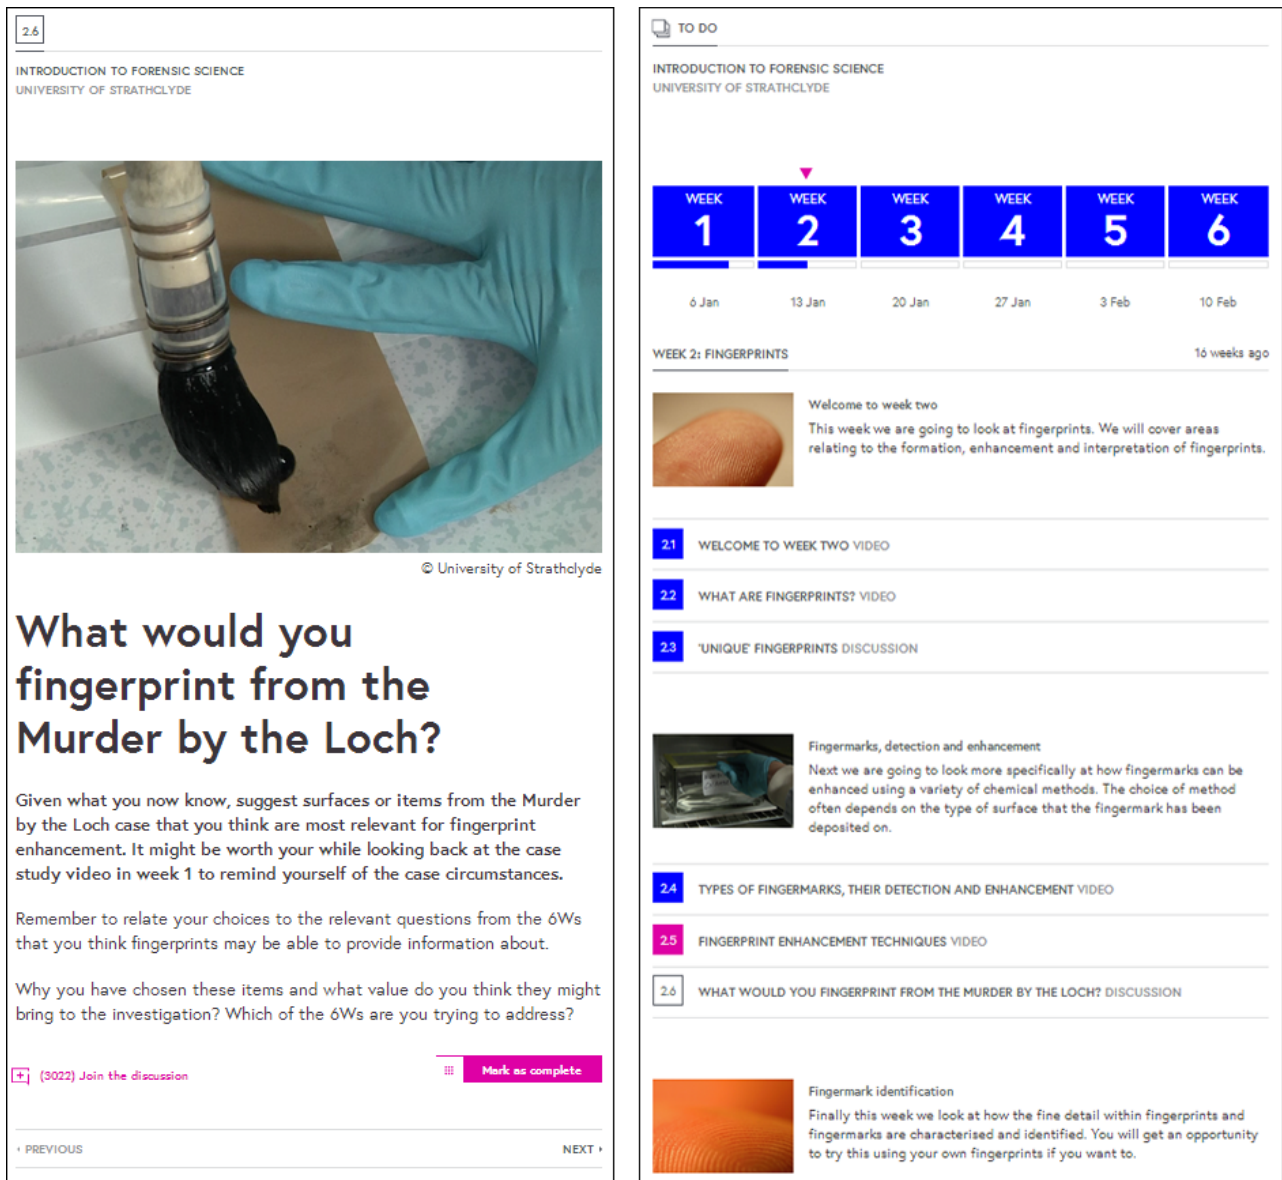 2.6
INTRODUCTION TO FORENSIC SCIENCE
UNIVERSITY OF STRATHCLYDE
© University of Strathclyde
What would you
fingerprint from the
Murder by the Loch?
Given what you now know, suggest surfaces or items from the Murder
by the Loch case that you think are most relevant for fingerprint
enhancement. It might be worth your while looking back at the case
study video in week 1 to remind yourself of the case circumstances.
Remember to relate your choices to the relevant questions from the 6Ws
that you think fingerprints may be able to provide information about.
Why you have chosen these items and what value do you think they might
bring to the investigation? Which of the 6Ws are you trying to address?
(3022) Join the discussion
Mark as complete
PREVIOUS
NEXT
TO DO
INTRODUCTION TO FORENSIC SCIENCE
UNIVERSITY OF STRATHCLYDE
WEEK WEEK WEEK WEEK WEEK WEEK
1 2 3 4 5 6
6 Jan 13 Jan 20 Jan 27 Jan 3 Feb 10 Feb
WEEK 2: FINGERPRINTS 16 weeks ago
Welcome to week two
This week we are going to look at fingerprints. We will cover areas
relating to the formation, enhancement and interpretation of fingerprints.
2.1 WELCOME TO WEEK TWO VIDEO
2.2 WHAT ARE FINGERPRINTS? VIDEO
2.3 'UNIQUE' FINGERPRINTS DISCUSSION
Fingermarks, detection and enhancement
Next we are going to look more specifically at how fingermarks can be
enhanced using a variety of chemical methods. The choice of method
often depends on the type of surface that the fingermark has been
deposited on.
2.4 TYPES OF FINGERMARKS, THEIR DETECTION AND ENHANCEMENT VIDEO
2.5 FINGERPRINT ENHANCEMENT TECHNIQUES VIDEO
2.6 WHAT WOULD YOU FINGERPRINT FROM THE MURDER BY THE LOCH? DISCUSSION
Fingermark identification
Finally this week we look at how the fine detail within fingerprints and
fingermarks are characterised and identified. You will get an opportunity
to try this using your own fingerprints if you want to.